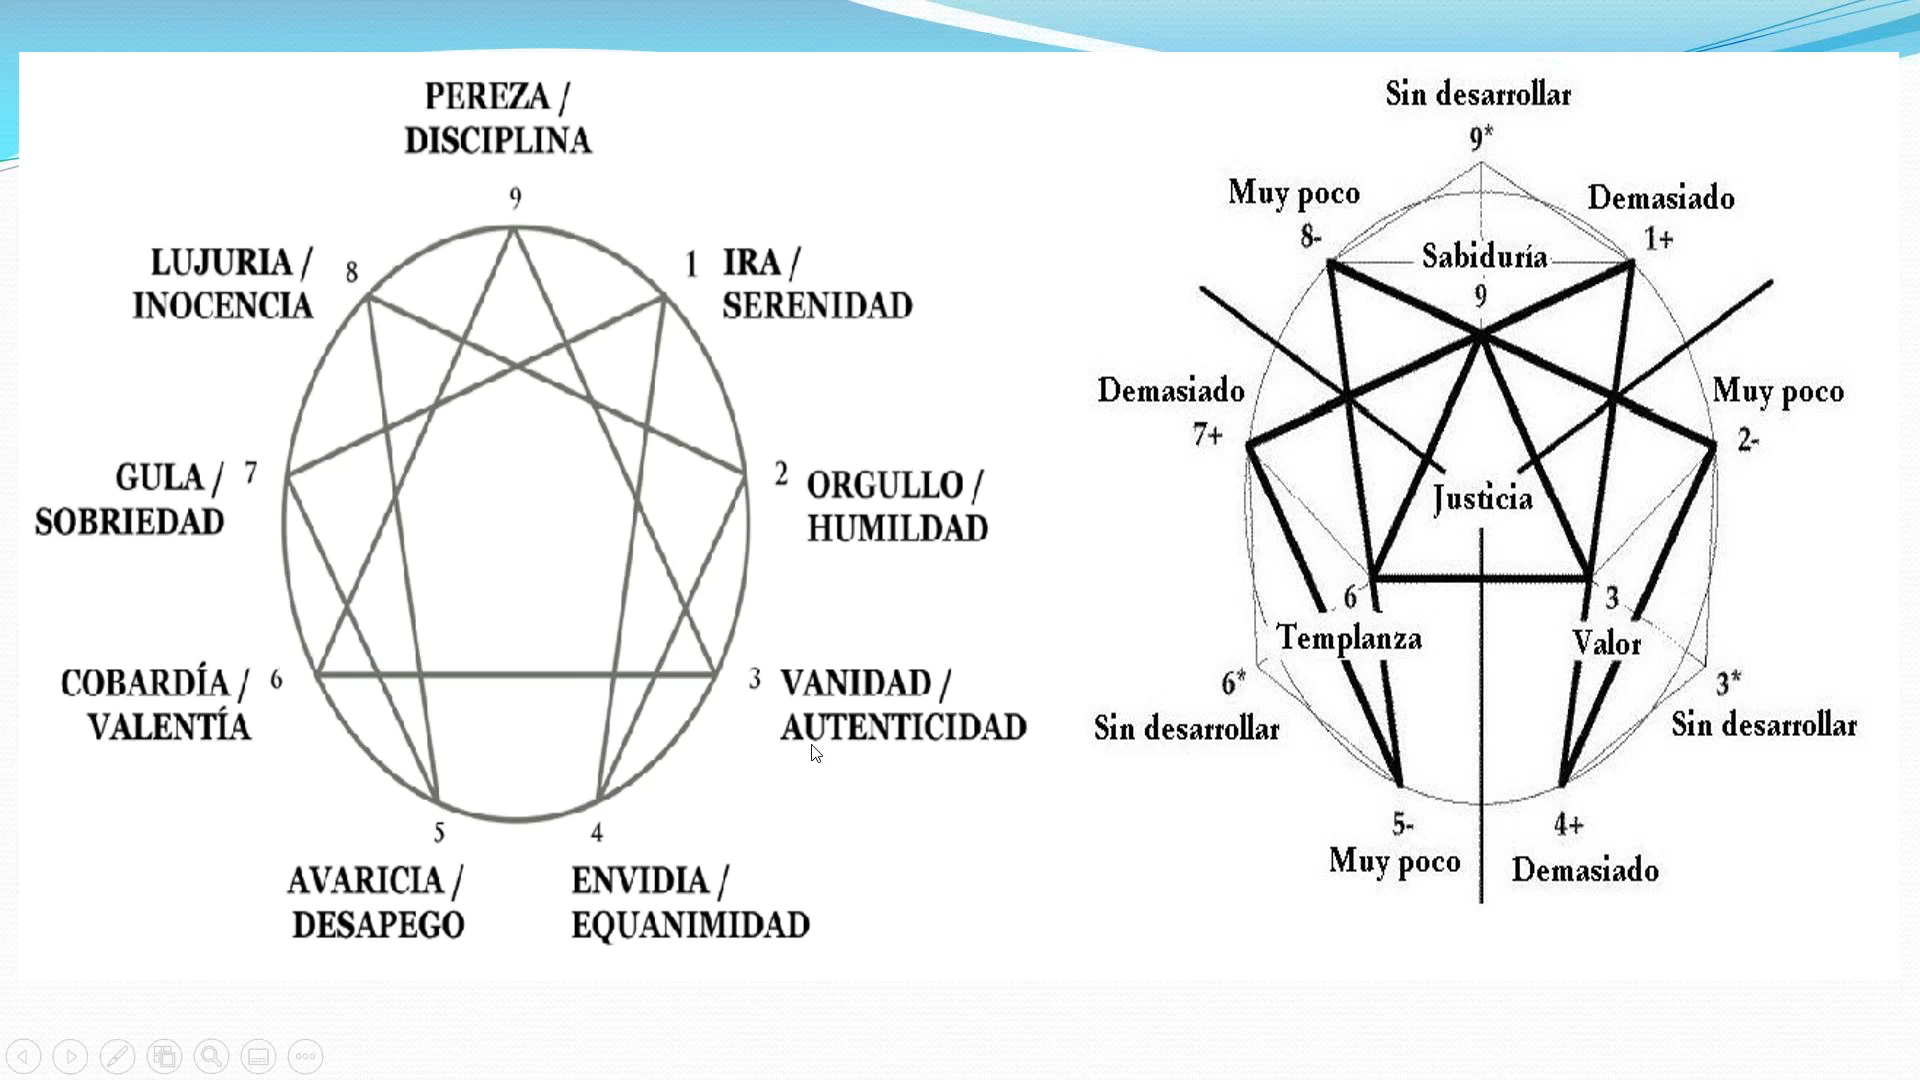 PEREZA /
DISCIPLINA
9
LUJURIA /
INOCENCIA
8
1
IRA /
SERENIDAD
GULA /
SOBRIEDAD
7
2
ORGULLO /
HUMILDAD
COBARDÍA /
VALENTÍA
6
3
VANIDAD /
AUTENTICIDAD
5
4
AVARICIA /
DESAPEGO
ENVIDIA /
EQUANIMIDAD
Sin desarrollar
9*
Muy poco
8-
Demasiado
1+
Sabiduría
9
Demasiado
7+
Muy poco
2-
Justicia
6
Templanza
3
Valor
6*
Sin desarrollar
3*
Sin desarrollar
5-
Muy poco
4+
Demasiado